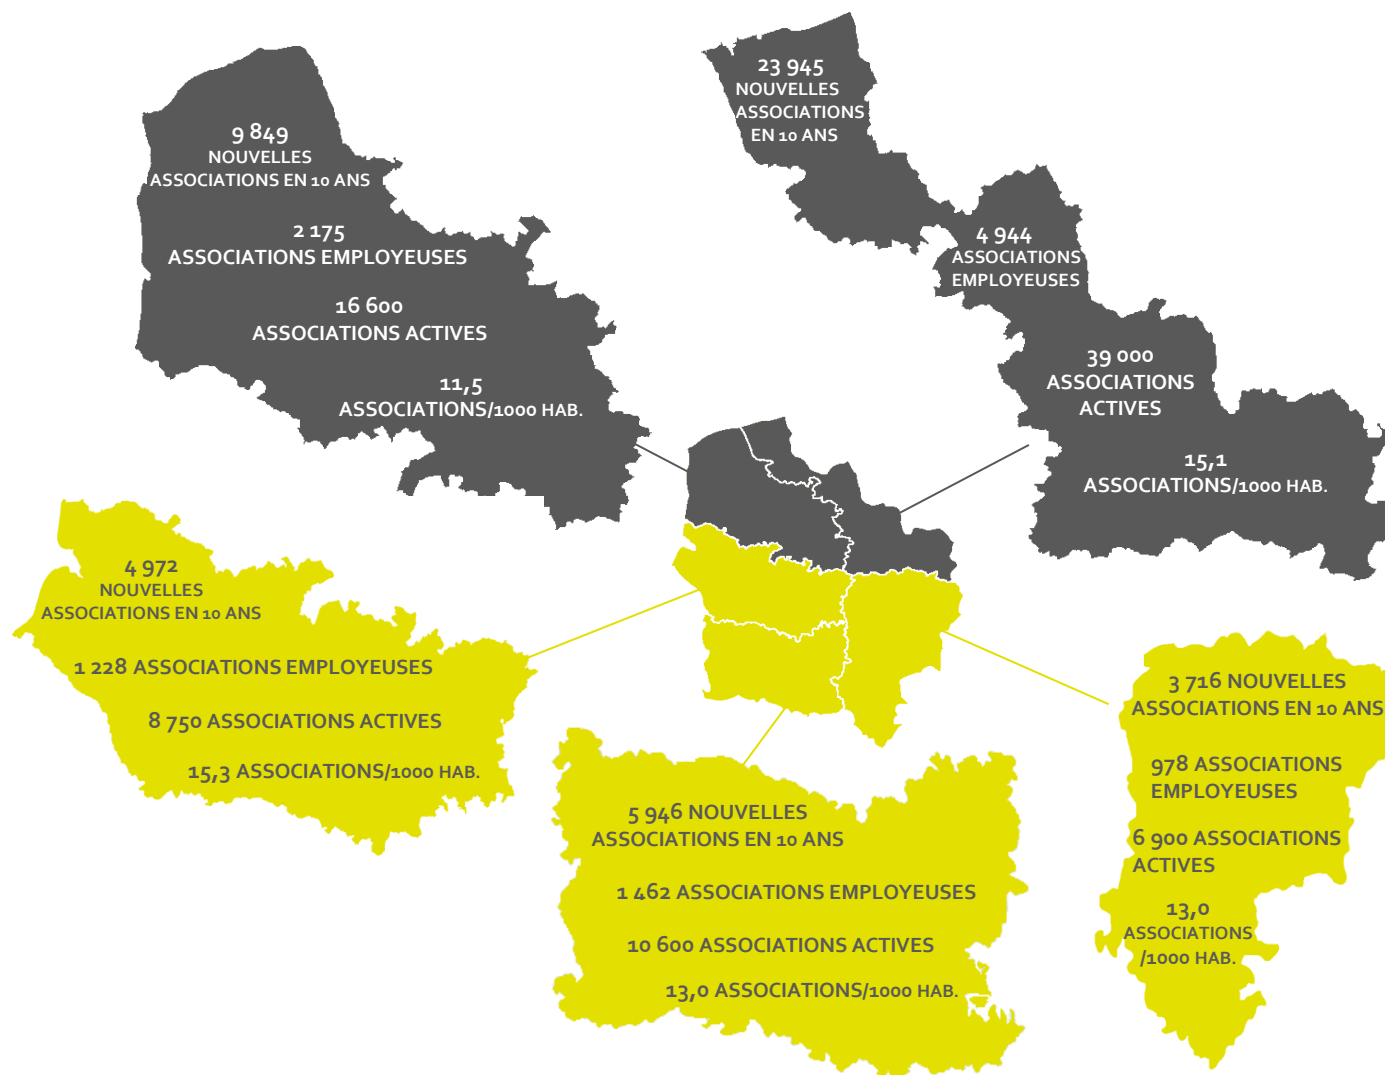 9 849
NOUVELLES
ASSOCIATIONS EN 10 ANS
2 175
ASSOCIATIONS EMPLOYEUSES
16 600
ASSOCIATIONS ACTIVES
11,5
ASSOCIATIONS/1000 HAB.
23 945
NOUVELLES
ASSOCIATIONS
EN 10 ANS
4 944
ASSOCIATIONS
EMPLOYEUSES
39 000
ASSOCIATIONS
ACTIVES
15,1
ASSOCIATIONS/1000 HAB.
4 972
NOUVELLES
ASSOCIATIONS EN 10 ANS
1 228 ASSOCIATIONS EMPLOYEUSES
8 750 ASSOCIATIONS ACTIVES
15,3 ASSOCIATIONS/1000 HAB.
5 946 NOUVELLES
ASSOCIATIONS EN 10 ANS
1 462 ASSOCIATIONS EMPLOYEUSES
10 600 ASSOCIATIONS ACTIVES
13,0 ASSOCIATIONS/1000 HAB.
3 716 NOUVELLES
ASSOCIATIONS EN 10 ANS
978 ASSOCIATIONS
EMPLOYEUSES
6 900 ASSOCIATIONS
ACTIVES
13,0
ASSOCIATIONS
/1000 HAB.